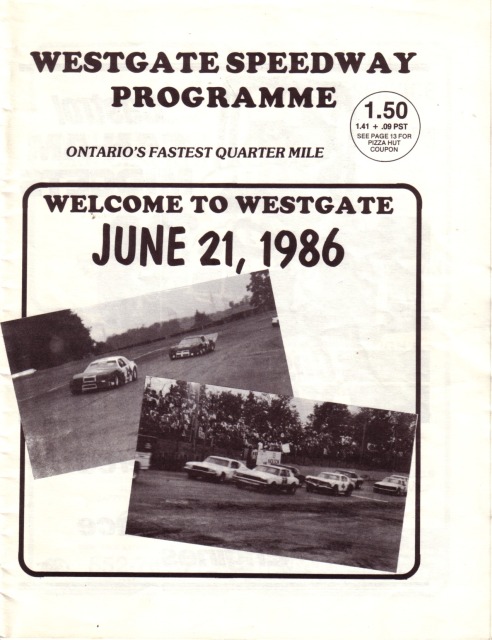 WESTGATE SPEEDWAY
PROGRAMME
1.50
1.41 + .09 PST
SEE PAGE 13 FOR
PIZZA HUT
COUPON
ONTARIO'S FASTEST QUARTER MILE
WELCOME TO WESTGATE
JUNE 21, 1986